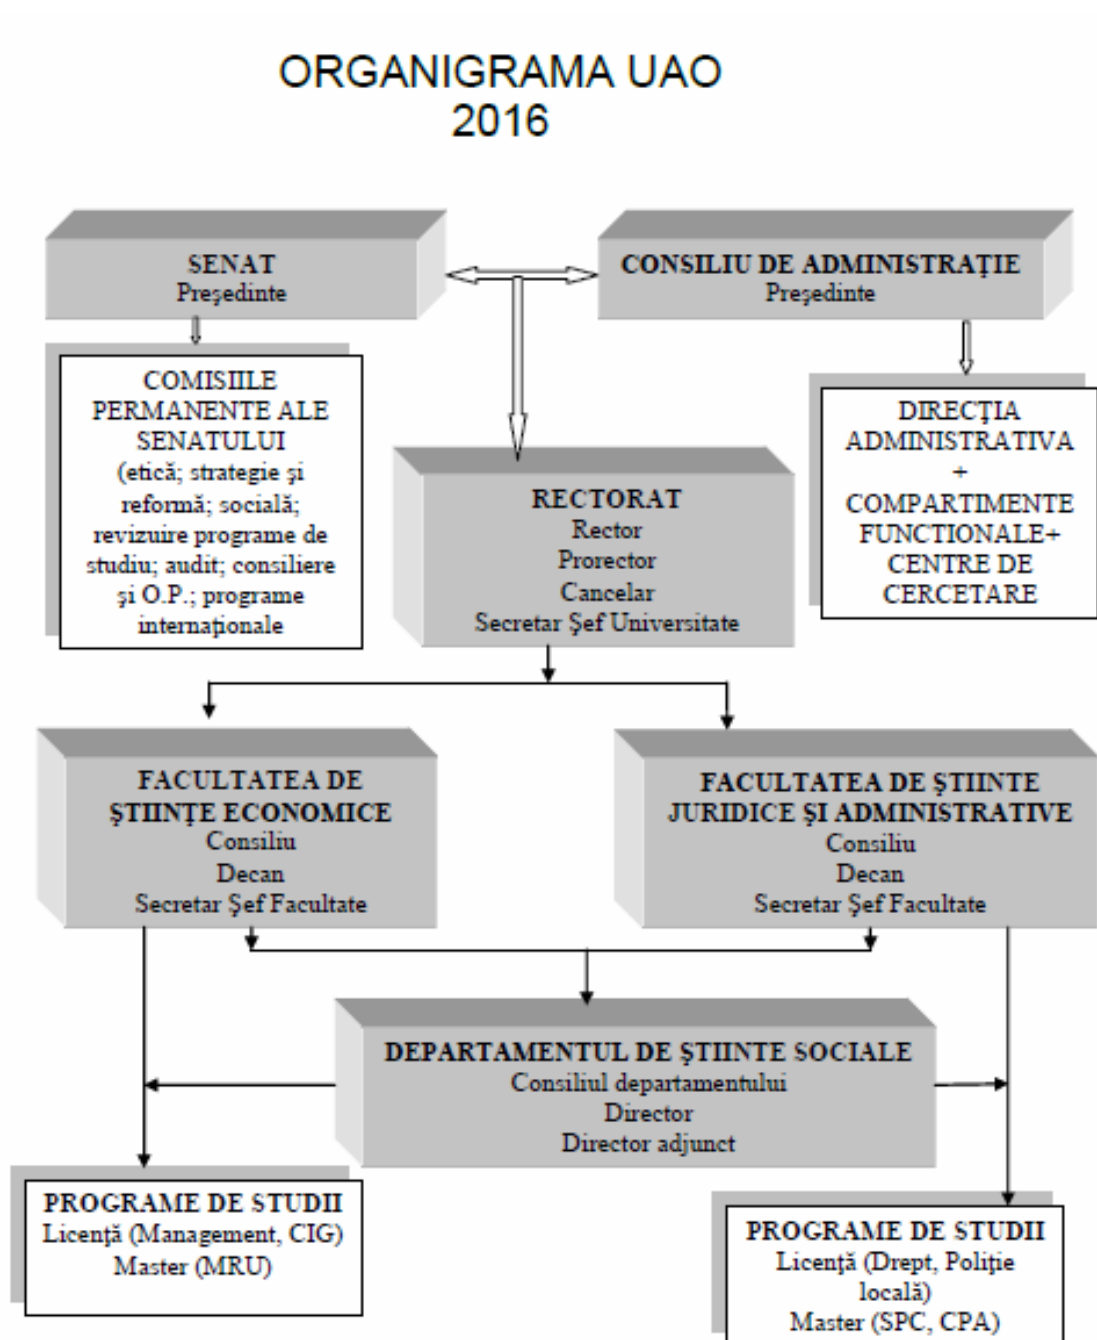 ORGANIGRAMA UAO
2016
SENAT
Preşedinte
CONSILIU DE ADMINISTRAŢIE
Preşedinte
COMISIILE
PERMANENTE ALE
SENATULUI
(etică; strategie şi
reformă; socială;
revizuire programe de
studiu; audit; consiliere
şi O.P.; programe
internaţionale
DIRECŢIA
ADMINISTRATIVA
+
COMPARTIMENTE
FUNCTIONALE+
CENTRE DE
CERCETARE
RECTORAT
Rector
Prorector
Cancelar
Secretar Şef Universitate
FACULTATEA DE
ŞTIINŢE ECONOMICE
Consiliu
Decan
Secretar Şef Facultate
FACULTATEA DE ŞTIINTE
JURIDICE ŞI ADMINISTRATIVE
Consiliu
Decan
Secretar Şef Facultate
DEPARTAMENTUL DE ŞTIINTE SOCIALE
Consiliul departamentului
Director
Director adjunct
PROGRAME DE STUDII
Licenţă (Management, CIG)
Master (MRU)
PROGRAME DE STUDII
Licenţă (Drept, Poliţie
locală)
Master (SPC, CPA)